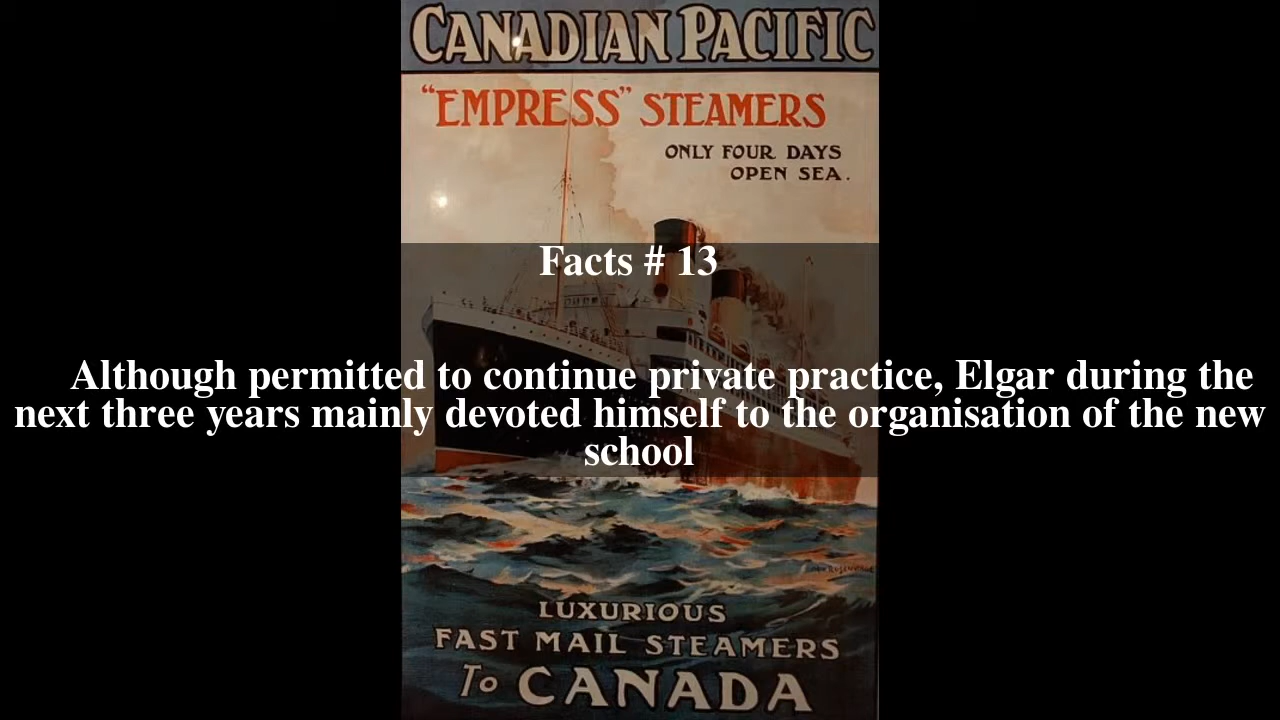 CANADIAN PACIFIC
"EMPRESS" STEAMERS
ONLY FOUR DAYS
OPEN SEA.
Facts # 13
Although permitted to continue private practice, Elgar during the
next three years mainly devoted himself to the organisation of the new
school
LUXURIOUS
FAST MAIL STEAMERS
To CANADA